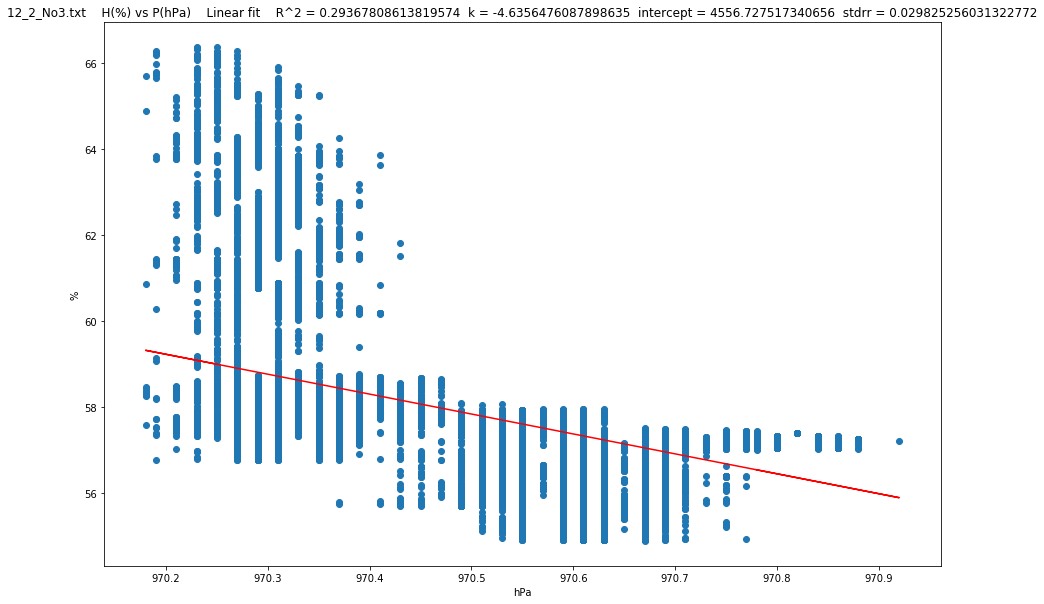 12_2_No3.txt    H(%) vs P(hPa)    Linear fit    R^2 = 0.29367808613819574  k = -4.6356476087898635  intercept = 4556.727517340656  stdrr = 0.029825256031322772
66
64
62
60
58
56
%
970.2 970.3 970.4 970.5 970.6 970.7 970.8 970.9
hPa